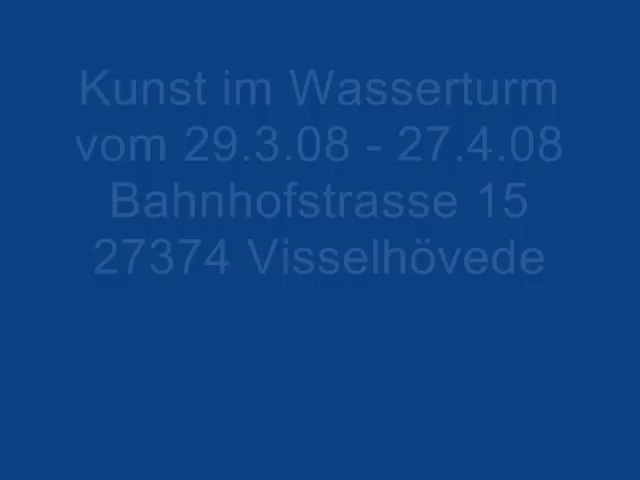 Kunst im Wasserturm
vom 29.3.08 - 27.4.08
Bahnhofstrasse 15
27374 Visselhövede